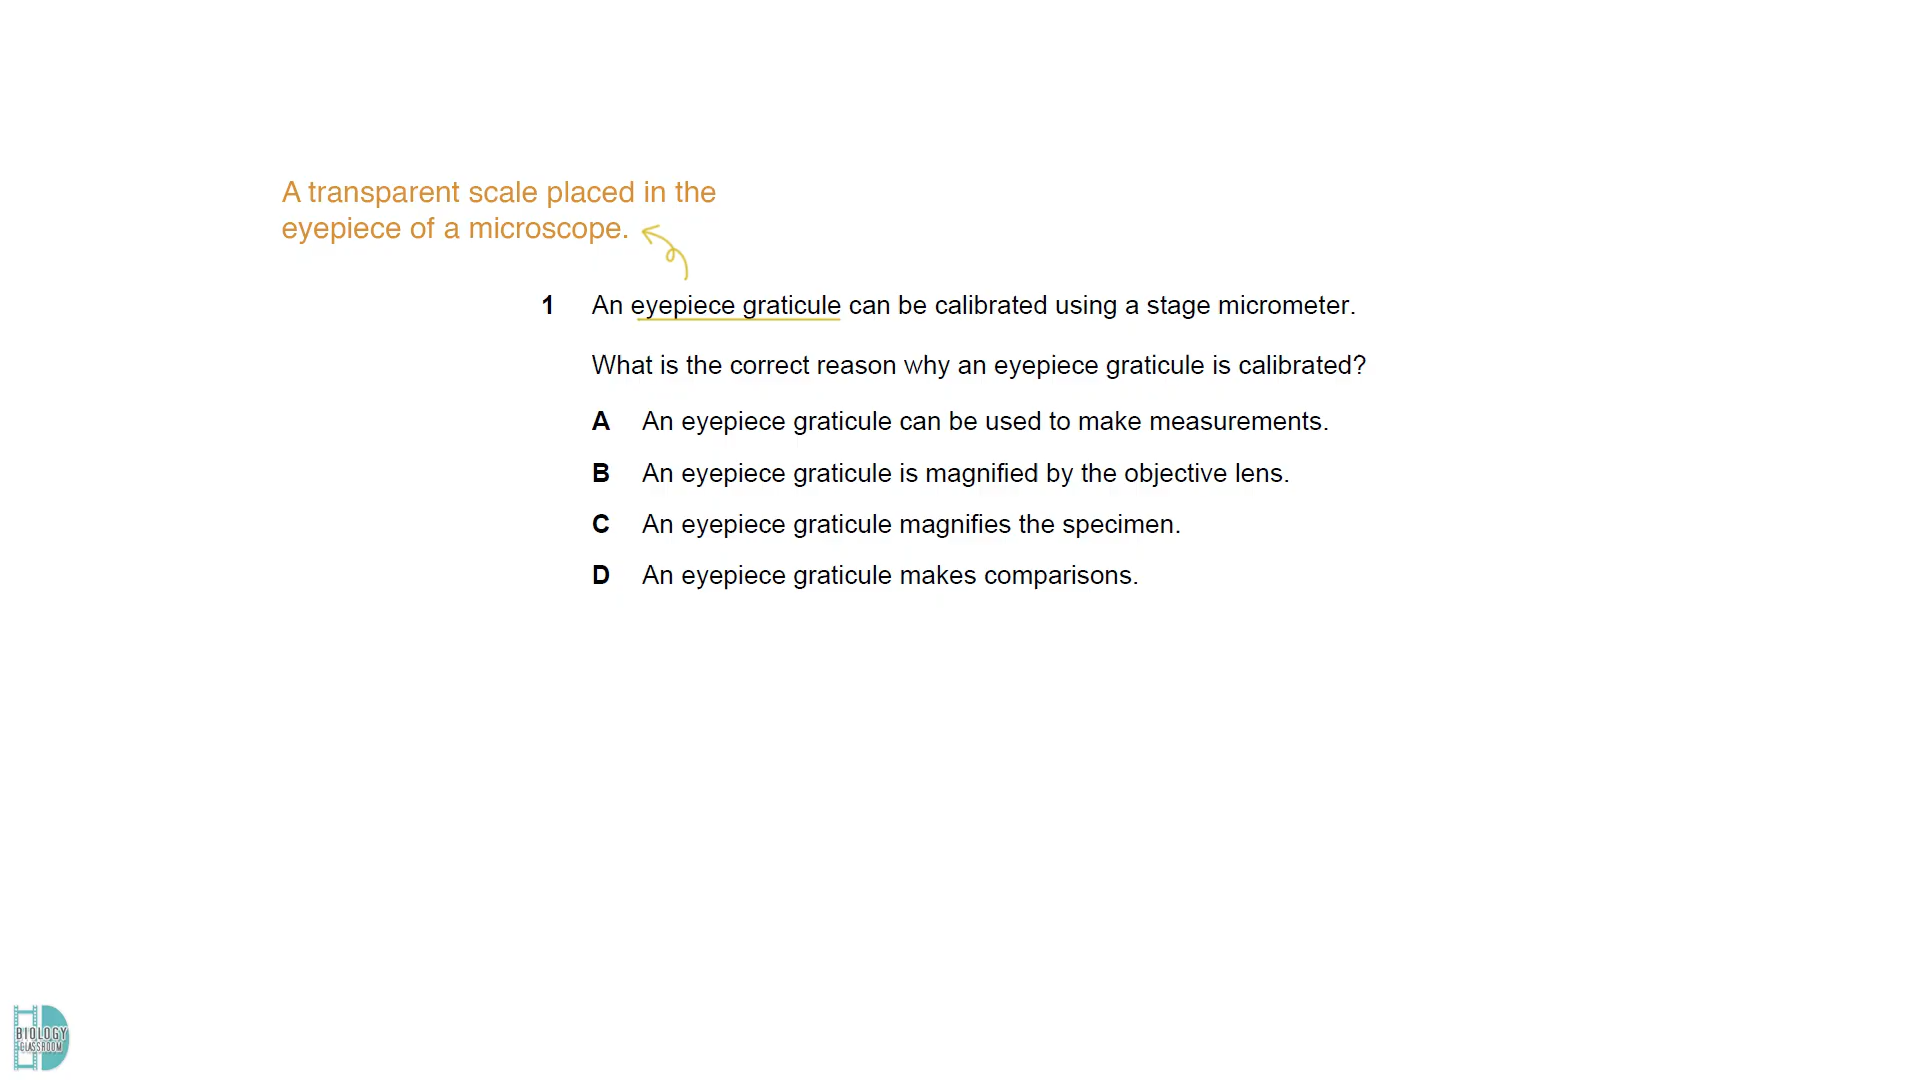 A transparent scale placed in the
eyepiece of a microscope.
1 An eyepiece graticule can be calibrated using a stage micrometer.
What is the correct reason why an eyepiece graticule is calibrated?
A An eyepiece graticule can be used to make measurements.
B An eyepiece graticule is magnified by the objective lens.
C An eyepiece graticule magnifies the specimen.
D An eyepiece graticule makes comparisons.
BIOLOGY
CLASSROOM